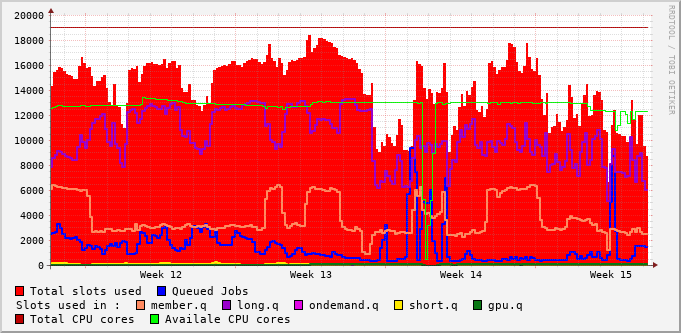 20000
18000
16000
14000
12000
10000
8000
6000
4000
2000
0
Week 12 Week 13 Week 14 Week 15
RRDTOOL / TOBI OETIKER
Total slots used Queued Jobs
Slots used in : member.q long.q ondemand.q short.q gpu.q
Total CPU cores Availale CPU cores